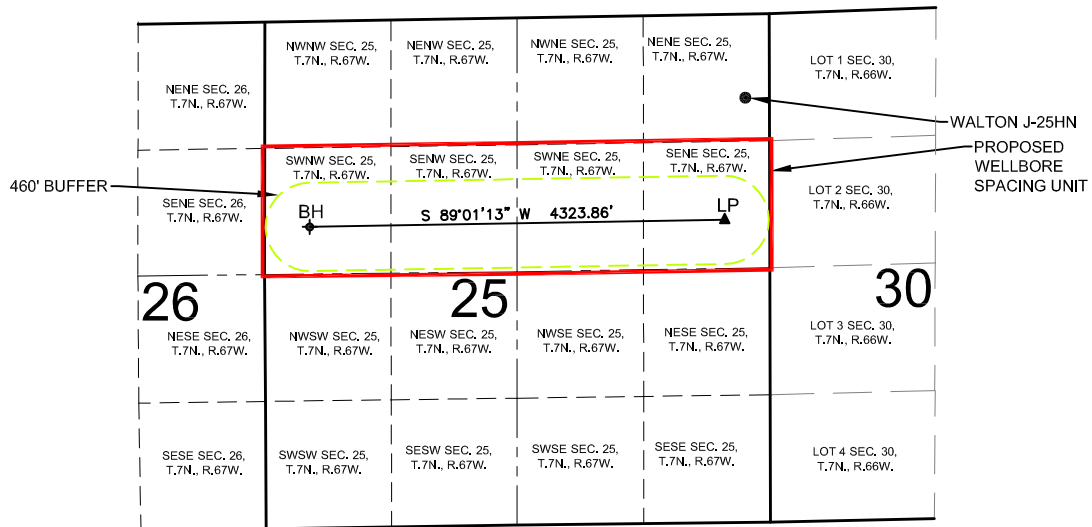 NWNW SEC. 25,
T.7N., R.67W.
NENW SEC. 25,
T.7N., R.67W.
NWNE SEC. 25,
T.7N., R.67W.
NENE SEC. 25,
T.7N., R.67W.
LOT 1 SEC. 30,
T.7N., R.66W.
NENE SEC. 26,
T.7N., R.67W.
WALTON J-25HN
PROPOSED
WELLBORE
SPACING UNIT
SWNW SEC. 25,
T.7N., R.67W.
SENW SEC. 25,
T.7N., R.67W.
SWNE SEC. 25,
T.7N., R.67W.
SENE SEC. 25,
T.7N., R.67W.
460' BUFFER
LOT 2 SEC. 30,
T.7N., R.66W.
SENE SEC. 26,
T.7N., R.67W.
BH
S 89°01'13" W 4323.86'
LP
26
25
30
NESE SEC. 26,
T.7N., R.67W.
NWSW SEC. 25,
T.7N., R.67W.
NESW SEC. 25,
T.7N., R.67W.
NWSE SEC. 25,
T.7N., R.67W.
NESE SEC. 25,
T.7N., R.67W.
LOT 3 SEC. 30,
T.7N., R.66W.
SESE SEC. 26,
T.7N., R.67W.
SWSW SEC. 25,
T.7N., R.67W.
SESW SEC. 25,
T.7N., R.67W.
SWSE SEC. 25,
T.7N., R.67W.
SESE SEC. 25,
T.7N., R.67W.
LOT 4 SEC. 30,
T.7N., R.66W.